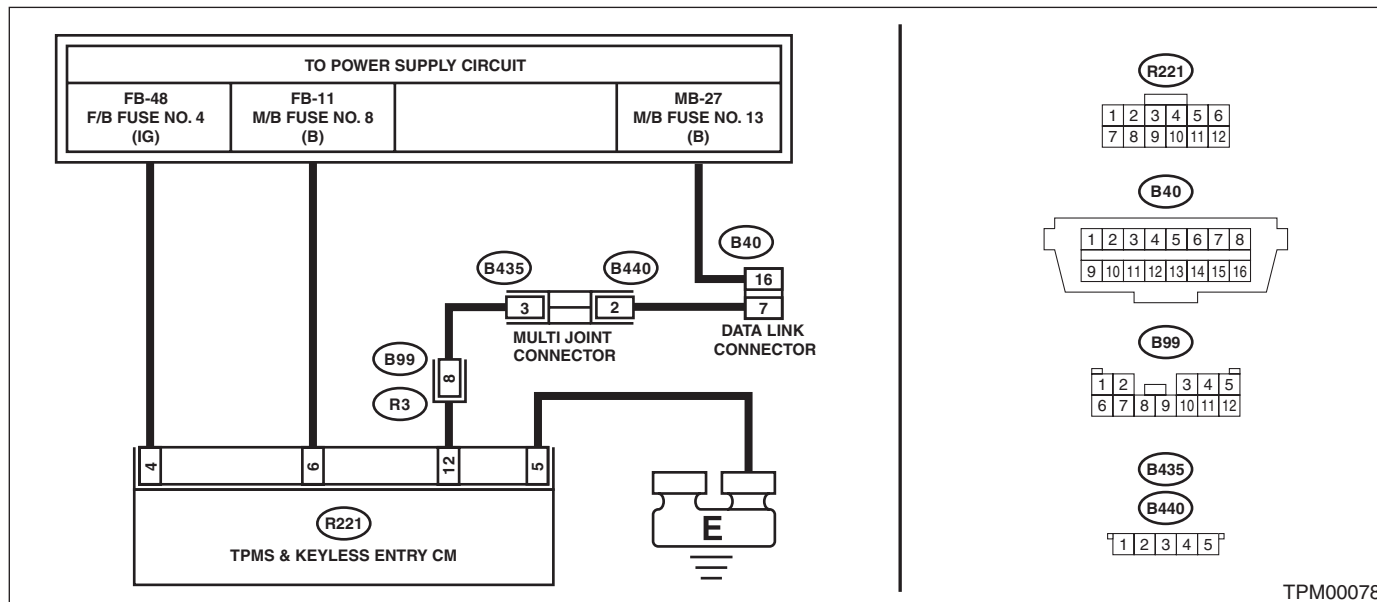 TO POWER SUPPLY CIRCUIT
FB-48
F/B FUSE NO. 4
(IG)
FB-11
M/B FUSE NO. 8
(B)
MB-27
M/B FUSE NO. 13
(B)
B40
B435
B440
16
3
2
7
MULTI JOINT
CONNECTOR
DATA LINK
CONNECTOR
B99
8
R3
4
6
12
5
R221
TPMS & KEYLESS ENTRY CM
E
R221
1 2 3 4 5 6
7 8 9 10 11 12
B40
1 2 3 4 5 6 7 8
9 10 11 12 13 14 15 16
B99
1 2 3 4 5
6 7 8 9 10 11 12
B435
B440
1 2 3 4 5
TPM00078